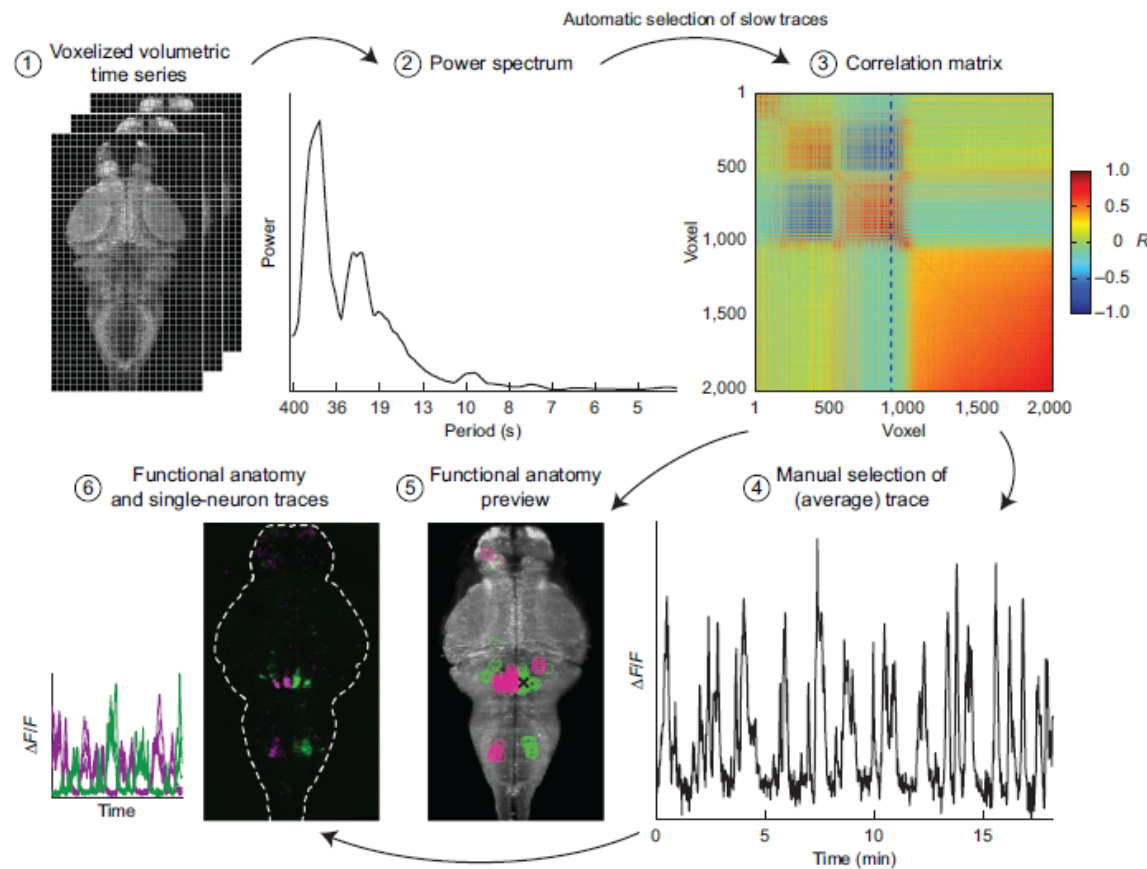 Automatic selection of slow traces
1 Voxelized volumetric
time series
2 Power spectrum
3 Correlation matrix
Power
400 36 19 13 10 8 7 6 5
Period (s)
Voxel
1
500
1,000
1,500
2,000
1 500 1,000 1,500 2,000
Voxel
1.0
0.5
0 R
–0.5
–1.0
6 Functional anatomy
and single-neuron traces
5 Functional anatomy
preview
4 Manual selection of
(average) trace
ΔF/F
Time
ΔF/F
0 5 10 15
Time (min)